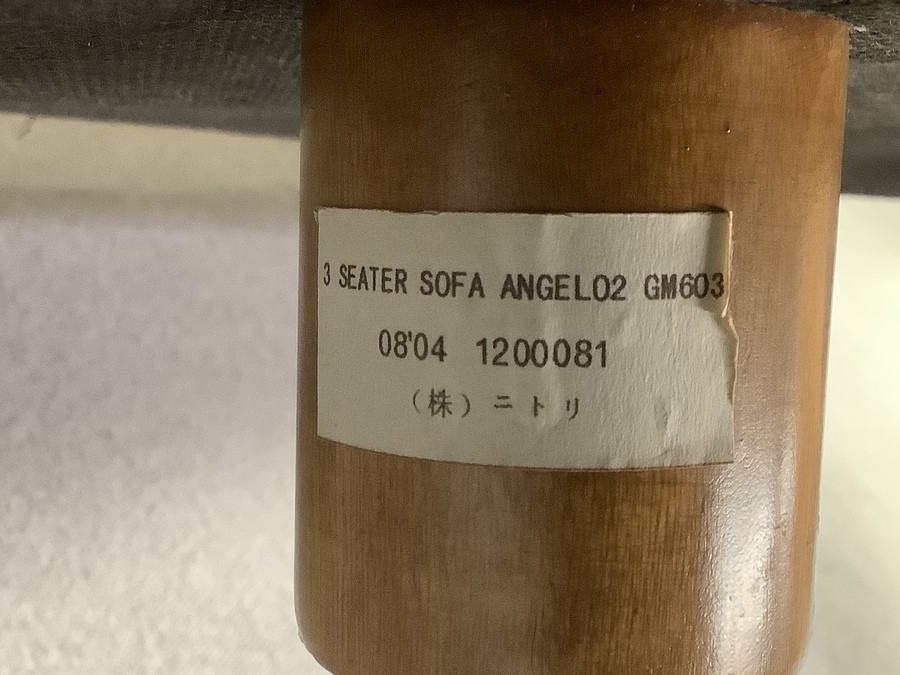 3 SEATER SOFA ANGELO2 GM603
08'04 1200081
（株）ニトリ